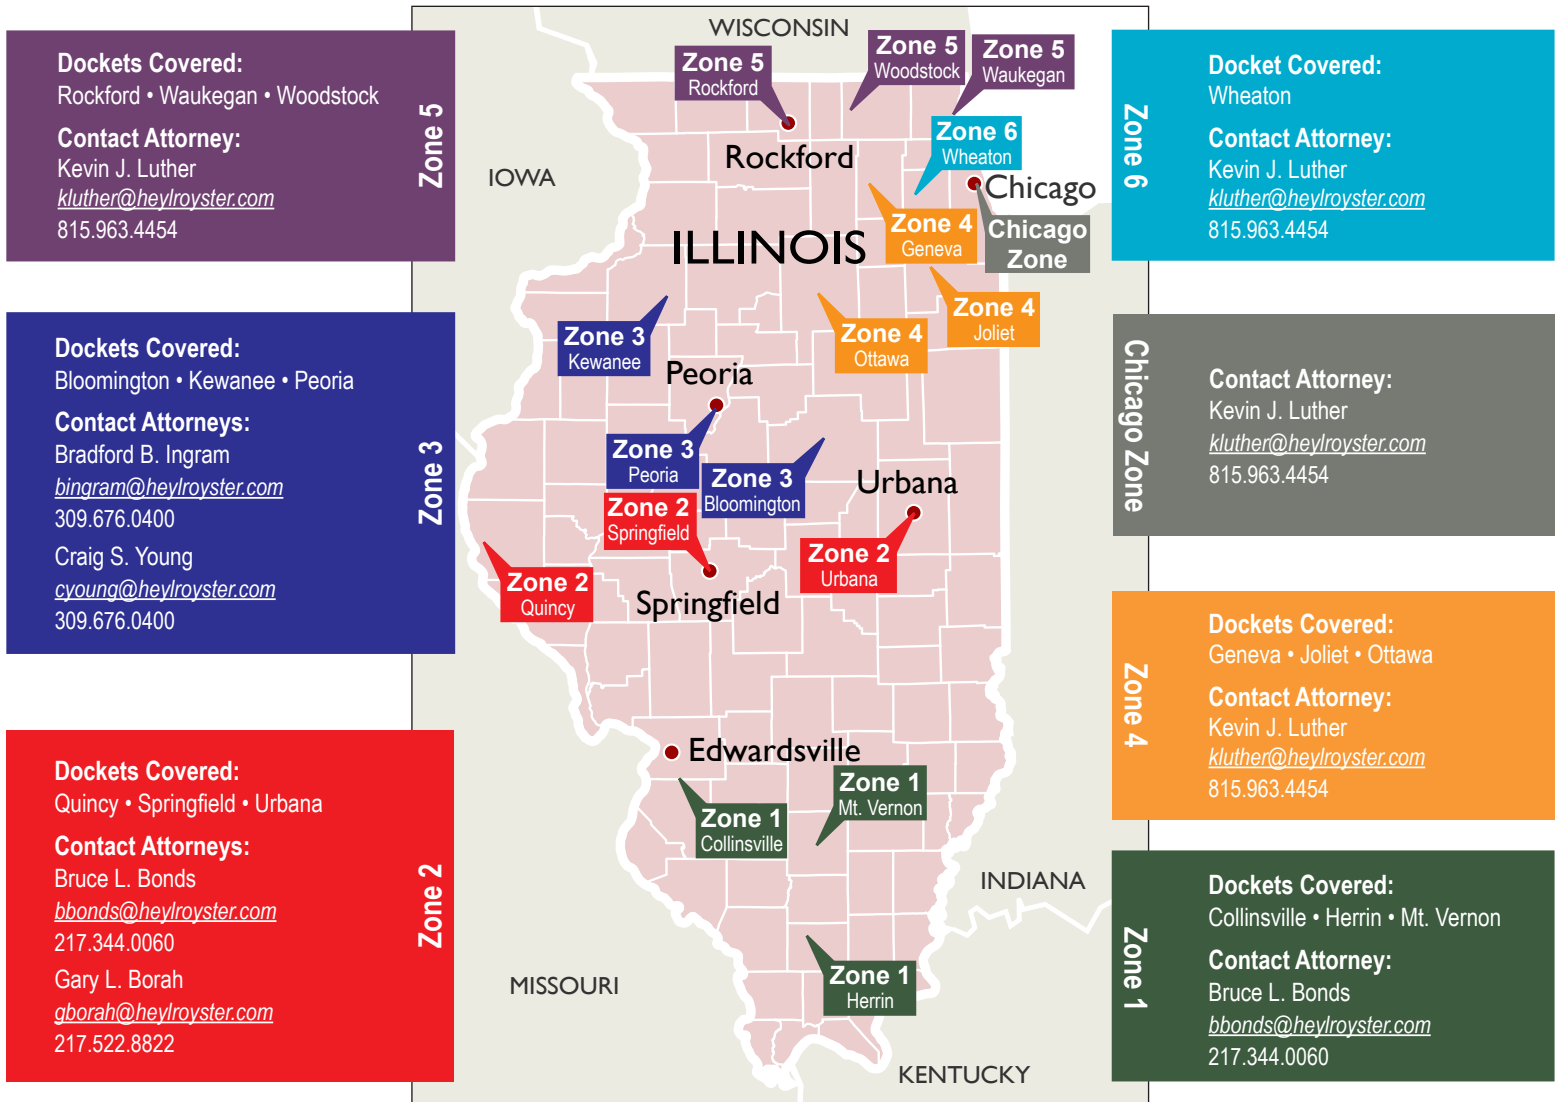 Dockets Covered:
Rockford • Waukegan • Woodstock
Contact Attorney:
Kevin J. Luther
kluther@heylroyster.com
815.963.4454
Zone 5
Dockets Covered:
Bloomington • Kewanee • Peoria
Contact Attorneys:
Bradford B. Ingram
bingram@heylroyster.com
309.676.0400
Craig S. Young
cyoung@heylroyster.com
309.676.0400
Zone 3
Dockets Covered:
Quincy • Springfield • Urbana
Contact Attorneys:
Bruce L. Bonds
bbonds@heylroyster.com
217.344.0060
Gary L. Borah
gborah@heylroyster.com
217.522.8822
Zone 2
WISCONSIN
Zone 5
Rockford
Zone 5
Woodstock
Zone 5
Waukegan
Rockford
Zone 6
Wheaton
IOWA
Chicago
Chicago
Zone
Zone 4
Geneva
ILLINOIS
Zone 4
Joliet
Zone 4
Ottawa
Zone 3
Kewanee
Peoria
Zone 3
Peoria
Zone 3
Bloomington
Urbana
Zone 2
Springfield
Zone 2
Urbana
Zone 2
Quincy
Springfield
Edwardsville
Zone 1
Mt. Vernon
Zone 1
Collinsville
INDIANA
Zone 1
Herrin
MISSOURI
KENTUCKY
Zone 6
Docket Covered:
Wheaton
Contact Attorney:
Kevin J. Luther
kluther@heylroyster.com
815.963.4454
Chicago Zone
Contact Attorney:
Kevin J. Luther
kluther@heylroyster.com
815.963.4454
Zone 4
Dockets Covered:
Geneva • Joliet • Ottawa
Contact Attorney:
Kevin J. Luther
kluther@heylroyster.com
815.963.4454
Zone 1
Dockets Covered:
Collinsville • Herrin • Mt. Vernon
Contact Attorney:
Bruce L. Bonds
bbonds@heylroyster.com
217.344.0060